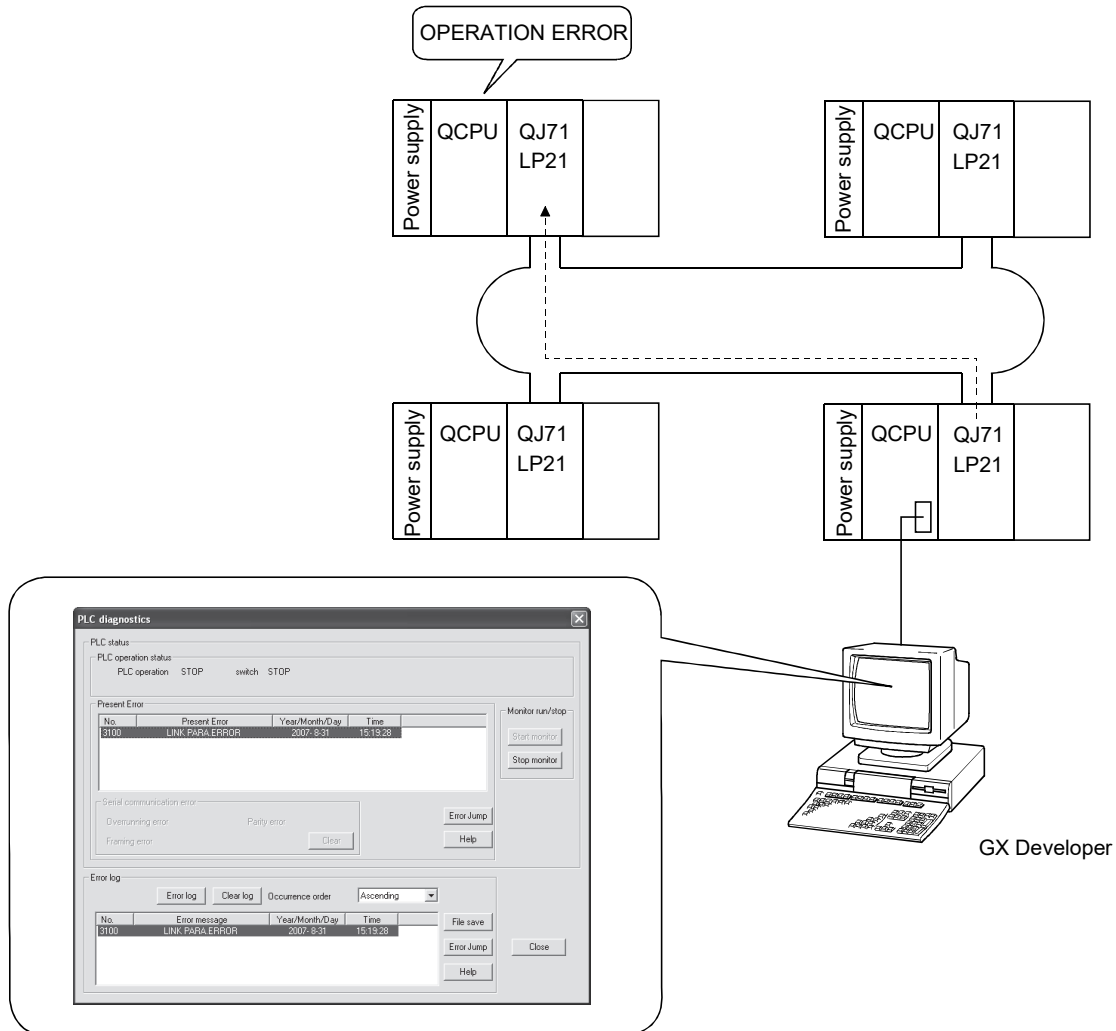 OPERATION ERROR
Power supply
QCPU
QJ71
LP21
Power supply
QCPU
QJ71
LP21
Power supply
QCPU
QJ71
LP21
Power supply
QCPU
QJ71
LP21
PLC diagnostics
PLC status
PLC operation status
PLC operation STOP switch STOP
Present Error
No. Present Error Year/Month/Day Time
3100 LINK PARA.ERROR 2007- 8-31 15:19:28
Monitor run/stop
Start monitor
Stop monitor
Serial communication error
Overrunning error Parity error
Framing error Clear
Error Jump
Help
Error log
Error log Clear log Occurrence order Ascending
No. Error message Year/Month/Day Time
3100 LINK PARA.ERROR 2007- 8-31 15:19:28
File save
Error Jump
Help
Close
GX Developer